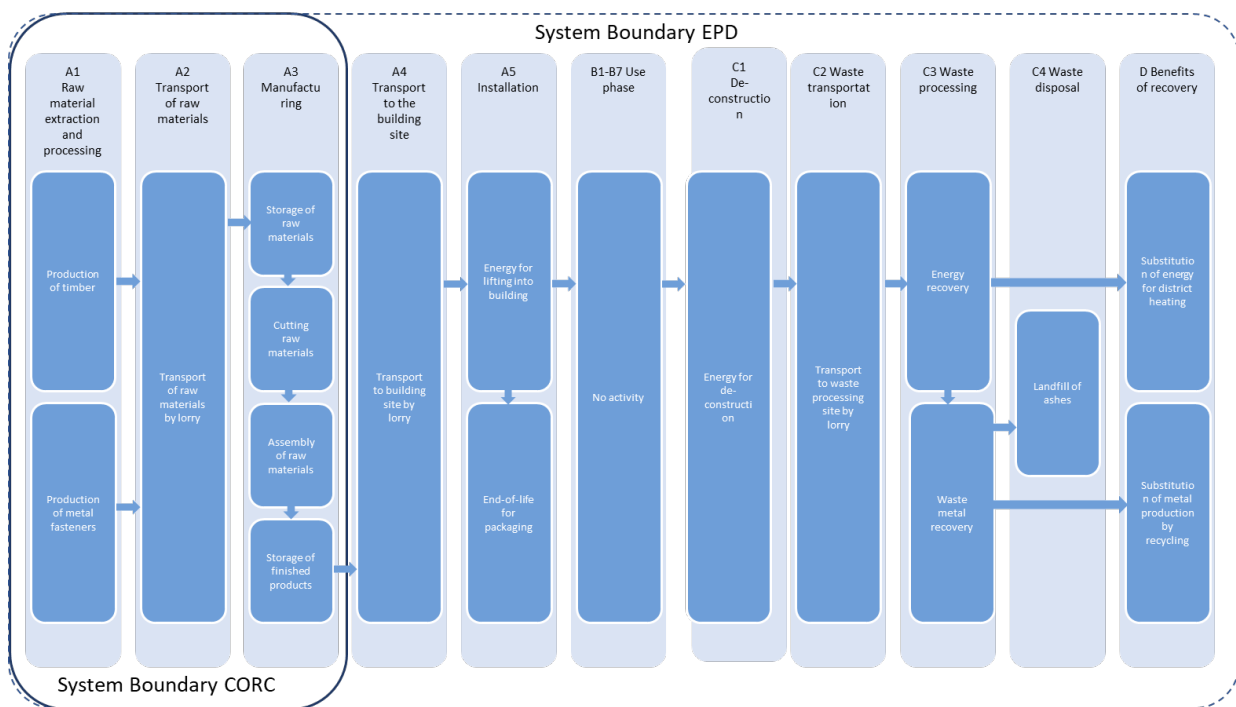 System Boundary EPD
A1
Raw
material
extraction
and
processing
A2
Transport
of raw
materials
A3
Manufactu
ring
A4
Transport
to the
building
site
A5
Installation
B1-B7 Use
phase
C1
De-
constructio
n
C2 Waste
transportat
ion
C3 Waste
processing
C4 Waste
disposal
D Benefits
of recovery
Production
of timber
Production
of metal
fasteners
Transport
of raw
materials
by lorry
Storage of
raw
materials
Cutting
raw
materials
Assembly
of raw
materials
Storage of
finished
products
Transport
to building
site by
lorry
Energy for
lifting into
building
End-of-life
for
packaging
No activity
Energy for
de-
constructi
on
Transport
to waste
processing
site by
lorry
Energy
recovery
Waste
metal
recovery
Landfill of
ashes
Substitutio
n of energy
for district
heating
Substitutio
n of metal
production
by
recycling
System Boundary CORC